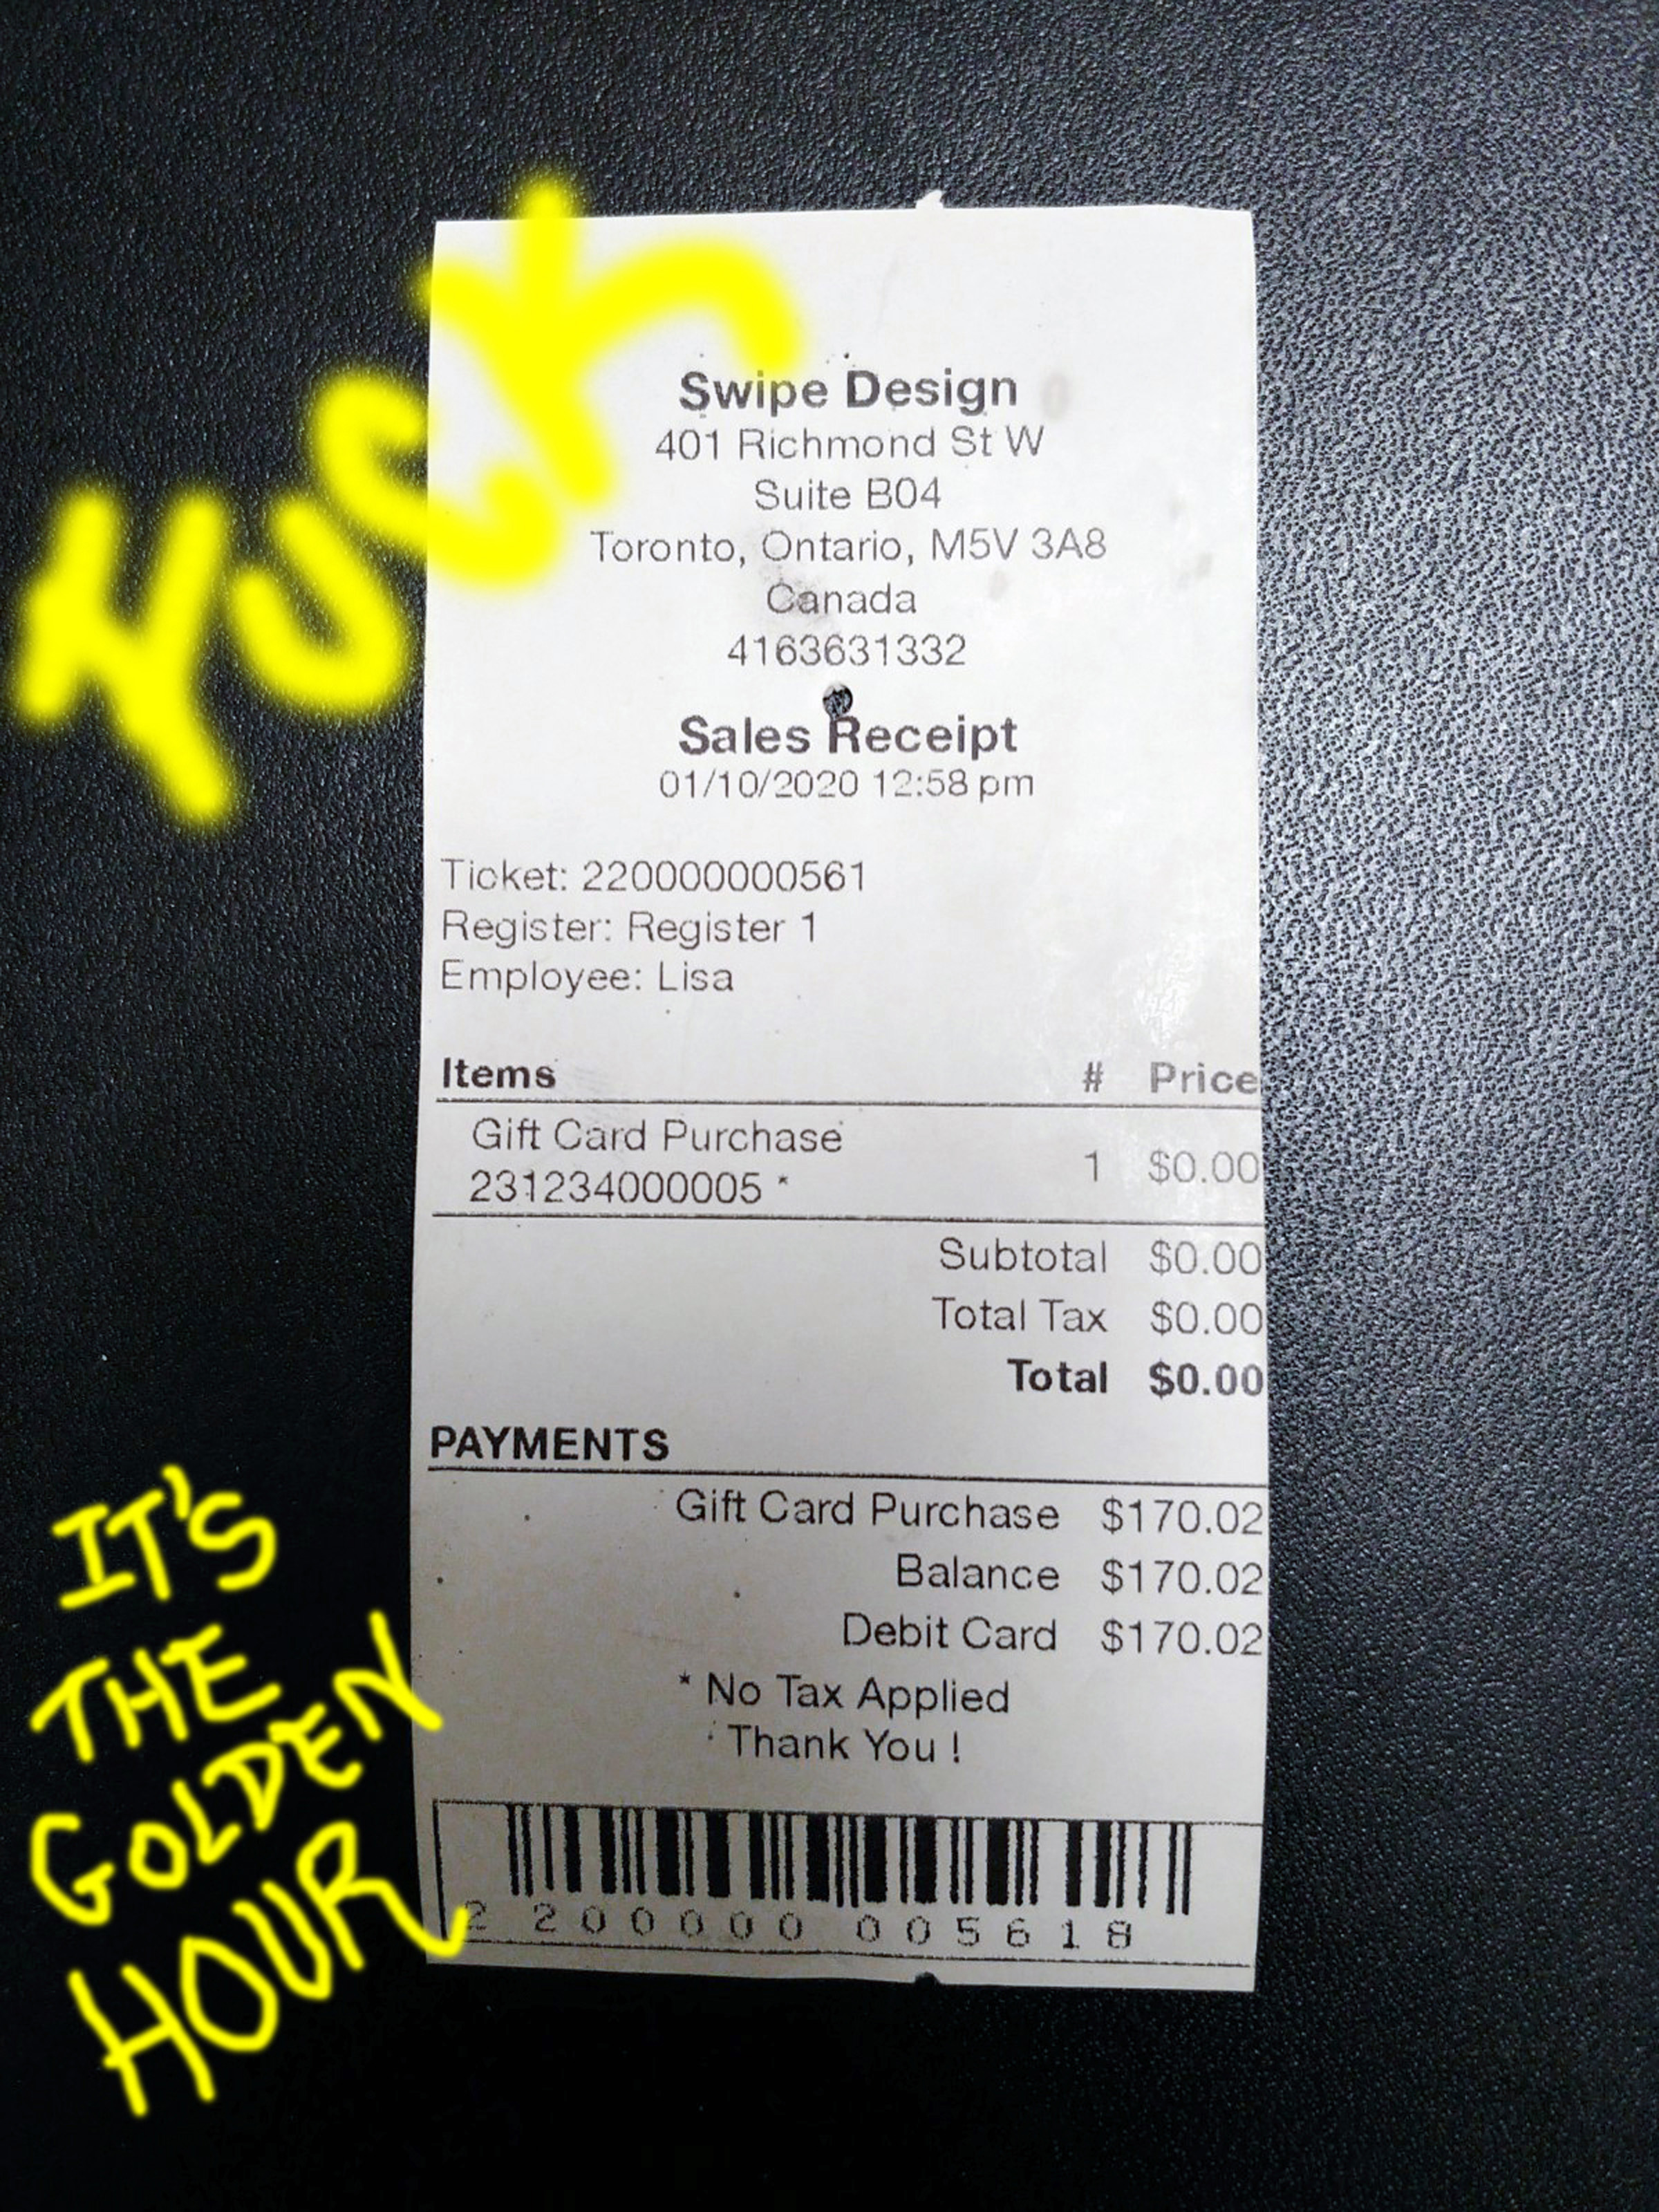 YUCK
Swipe Design
401 Richmond St W
Suite B04
Toronto, Ontario, M5V 3A8
Canada
4163631332
Sales Receipt
01/10/2020 12:58 pm
Ticket: 220000000561
Register: Register 1
Employee: Lisa
Items # Price
Gift Card Purchase
231234000005 * 1 $0.00
Subtotal $0.00
Total Tax $0.00
Total $0.00
PAYMENTS
Gift Card Purchase $170.02
Balance $170.02
Debit Card $170.02
* No Tax Applied
Thank You !
2 200000 005618
IT'S
THE
GOLDEN
HOUR